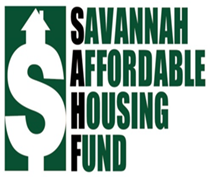 $
SAVANNAH
AFFORDABLE
HOUSING
FUND